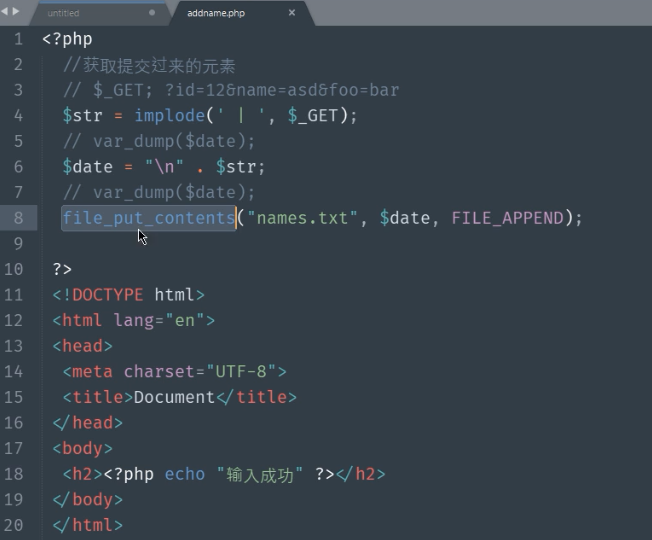 untitled
addname.php
1 <?php
2 //获取提交过来的元素
3 // $_GET; ?id=12&name=asd&foo=bar
4 $str = implode(' | ', $_GET);
5 // var_dump($date);
6 $date = "\n" . $str;
7 // var_dump($date);
8 file_put_contents("names.txt", $date, FILE_APPEND);
9
10 ?>
11 <!DOCTYPE html>
12 <html lang="en">
13 <head>
14 <meta charset="UTF-8">
15 <title>Document</title>
16 </head>
17 <body>
18 <h2><?php echo "输入成功" ?></h2>
19 </body>
20 </html>